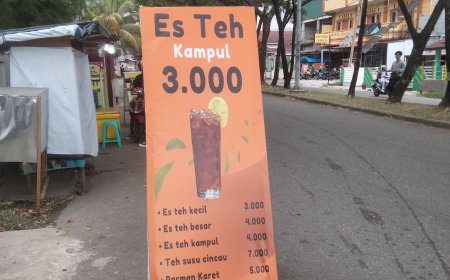 Es Teh
Kampul
3.000
• Es teh kecil 3.000
• Es teh besar 4.000
• Es teh kampul 4.000
• Teh susu cincau 7.000
• Permen Karet 5.000